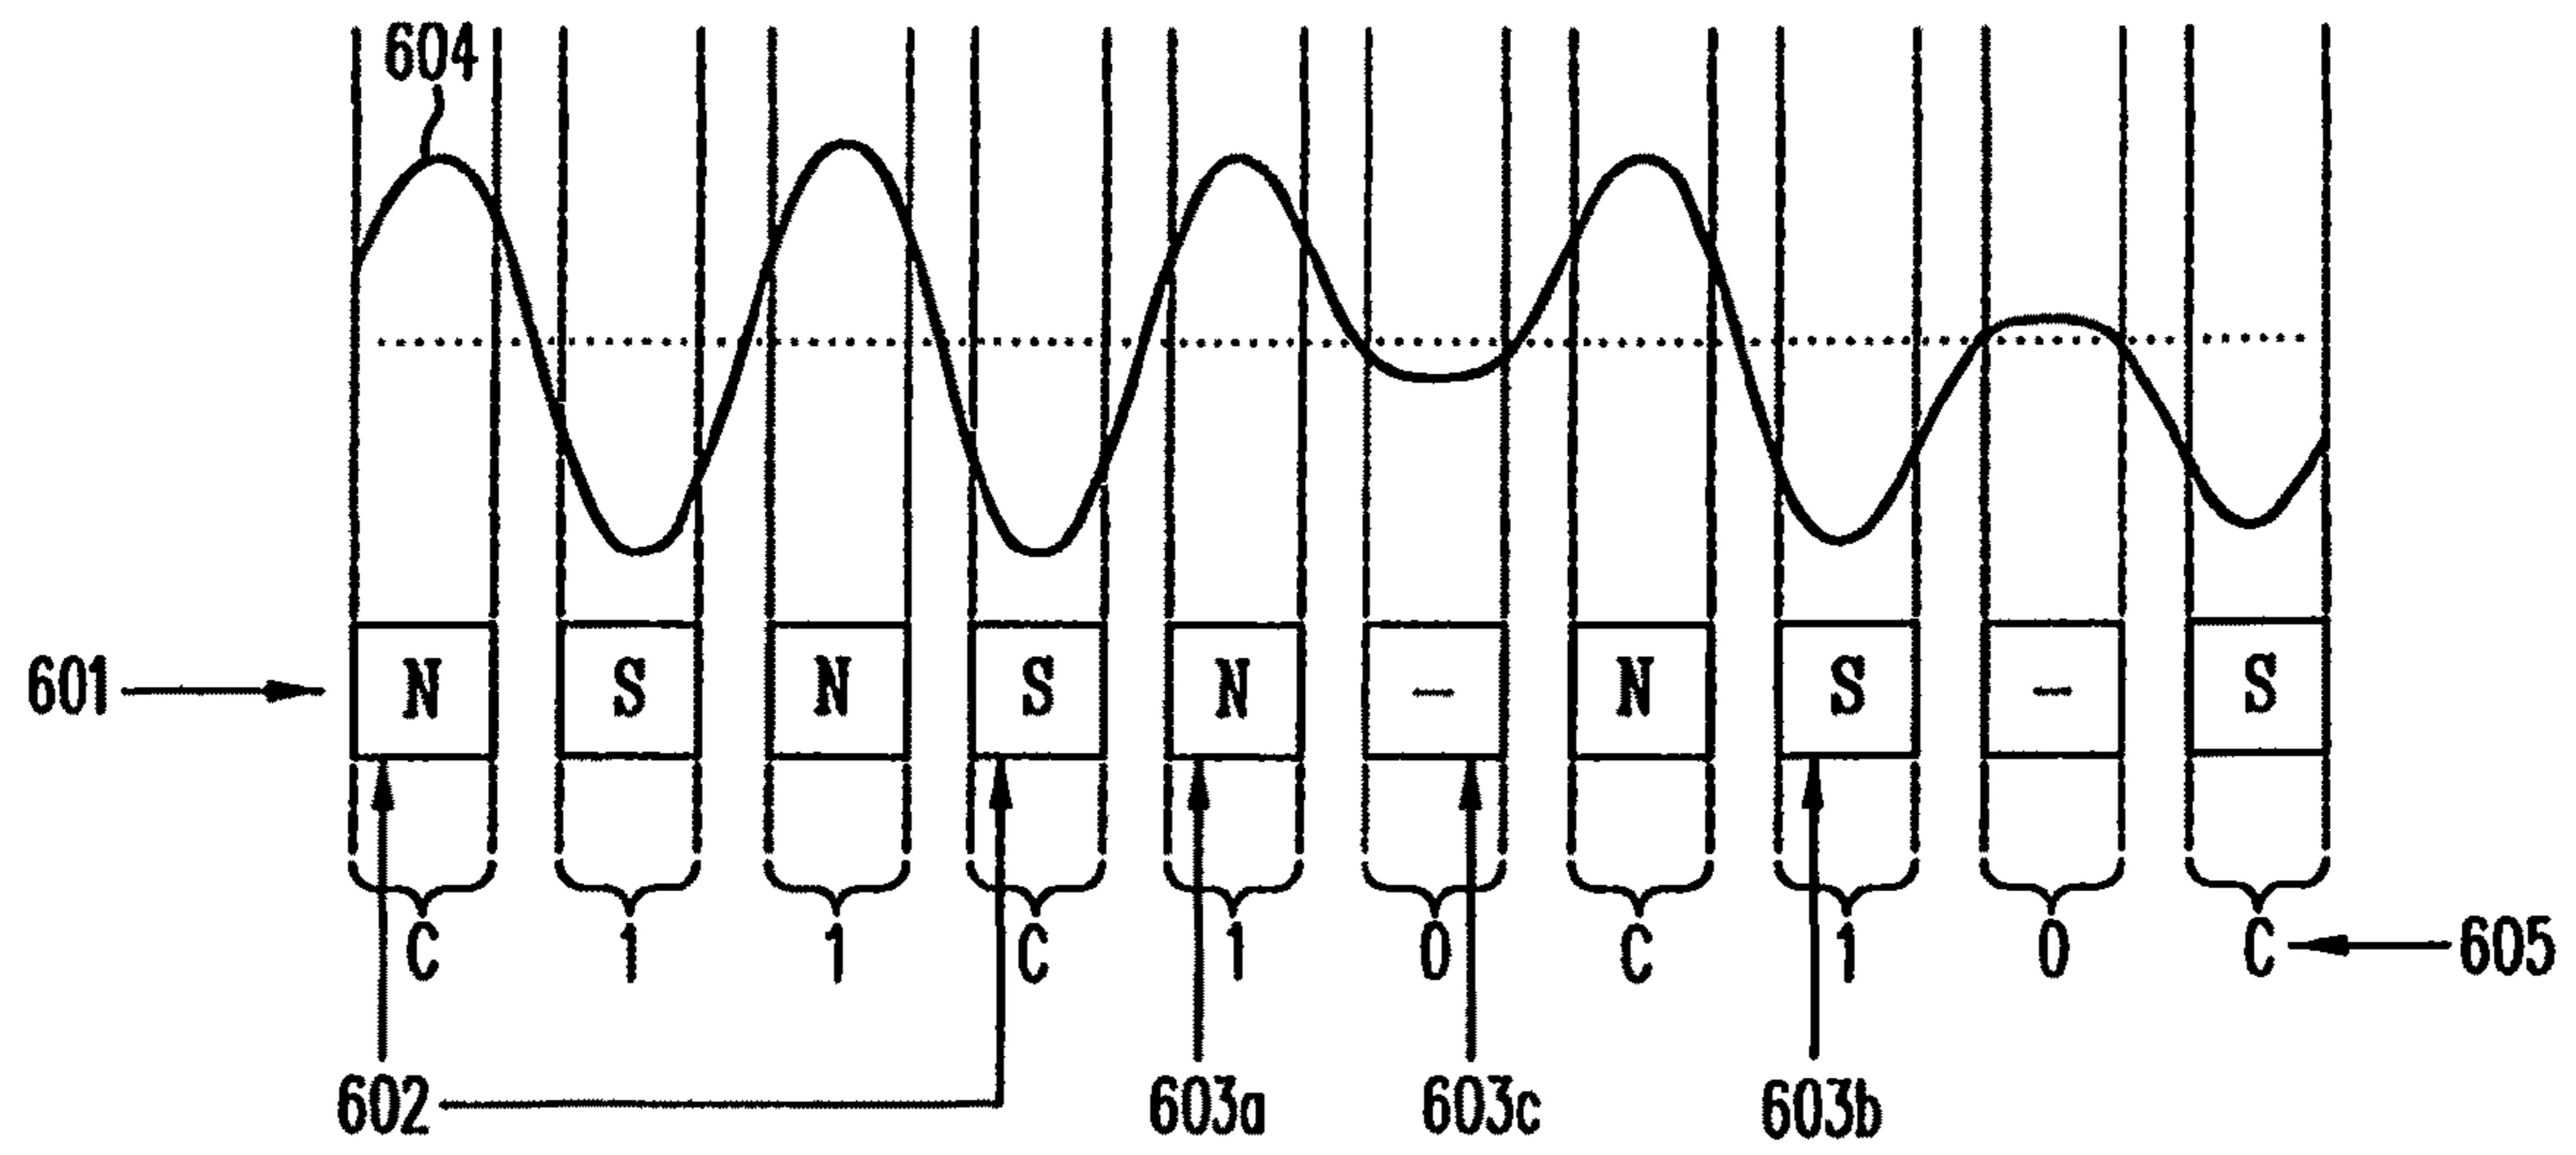 604
601 N S N S N – N S – S
C 1 1 C 1 0 C 1 0 C 605
602 603a 603c 603b